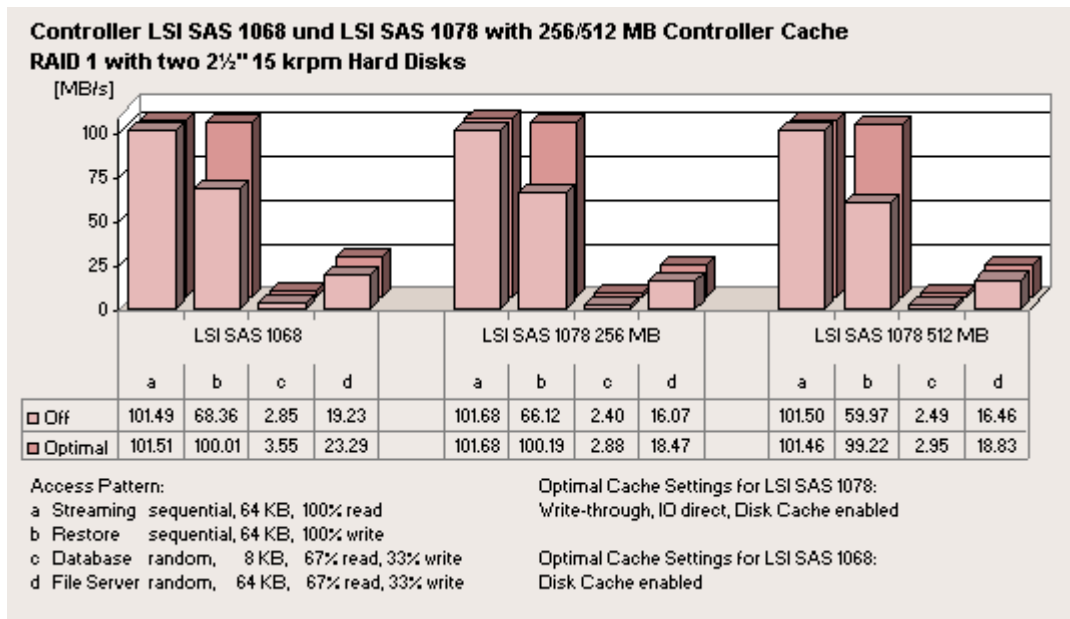 Controller LSI SAS 1068 und LSI SAS 1078 with 256/512 MB Controller Cache
RAID 1 with two 2½" 15 krpm Hard Disks
[MB/s]
100
75
50
25
0
LSI SAS 1068 LSI SAS 1078 256 MB LSI SAS 1078 512 MB
a b c d a b c d a b c d
Off 101.49 68.36 2.85 19.23 101.68 66.12 2.40 16.07 101.50 59.97 2.49 16.46
Optimal 101.51 100.01 3.55 23.29 101.68 100.19 2.88 18.47 101.46 99.22 2.95 18.83
Access Pattern:
a Streaming sequential, 64 KB, 100% read
b Restore sequential, 64 KB, 100% write
c Database random, 8 KB, 67% read, 33% write
d File Server random, 64 KB, 67% read, 33% write
Optimal Cache Settings for LSI SAS 1078:
Write-through, IO direct, Disk Cache enabled
Optimal Cache Settings for LSI SAS 1068:
Disk Cache enabled